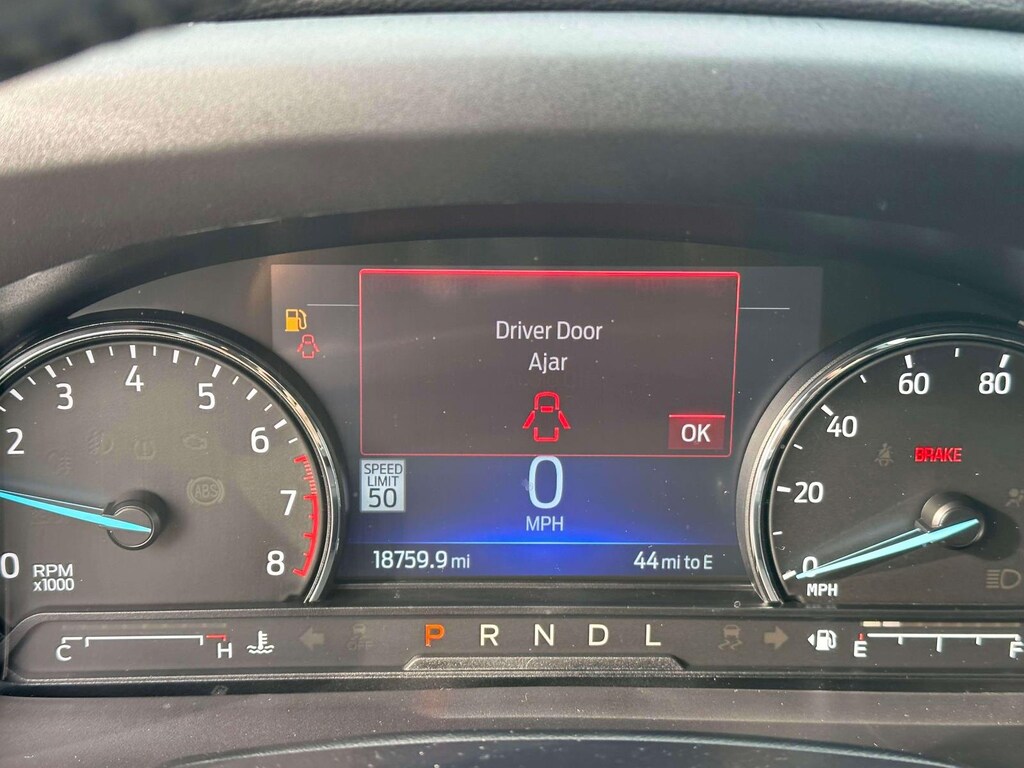 Driver Door
Ajar
OK
SPEED
LIMIT
50
0
MPH
18759.9 mi
44 mi to E
0
2
3
4
5
6
7
8
RPM
x1000
ABS
0
20
40
60
80
MPH
BRAKE
C
H
P R N D L
E
F